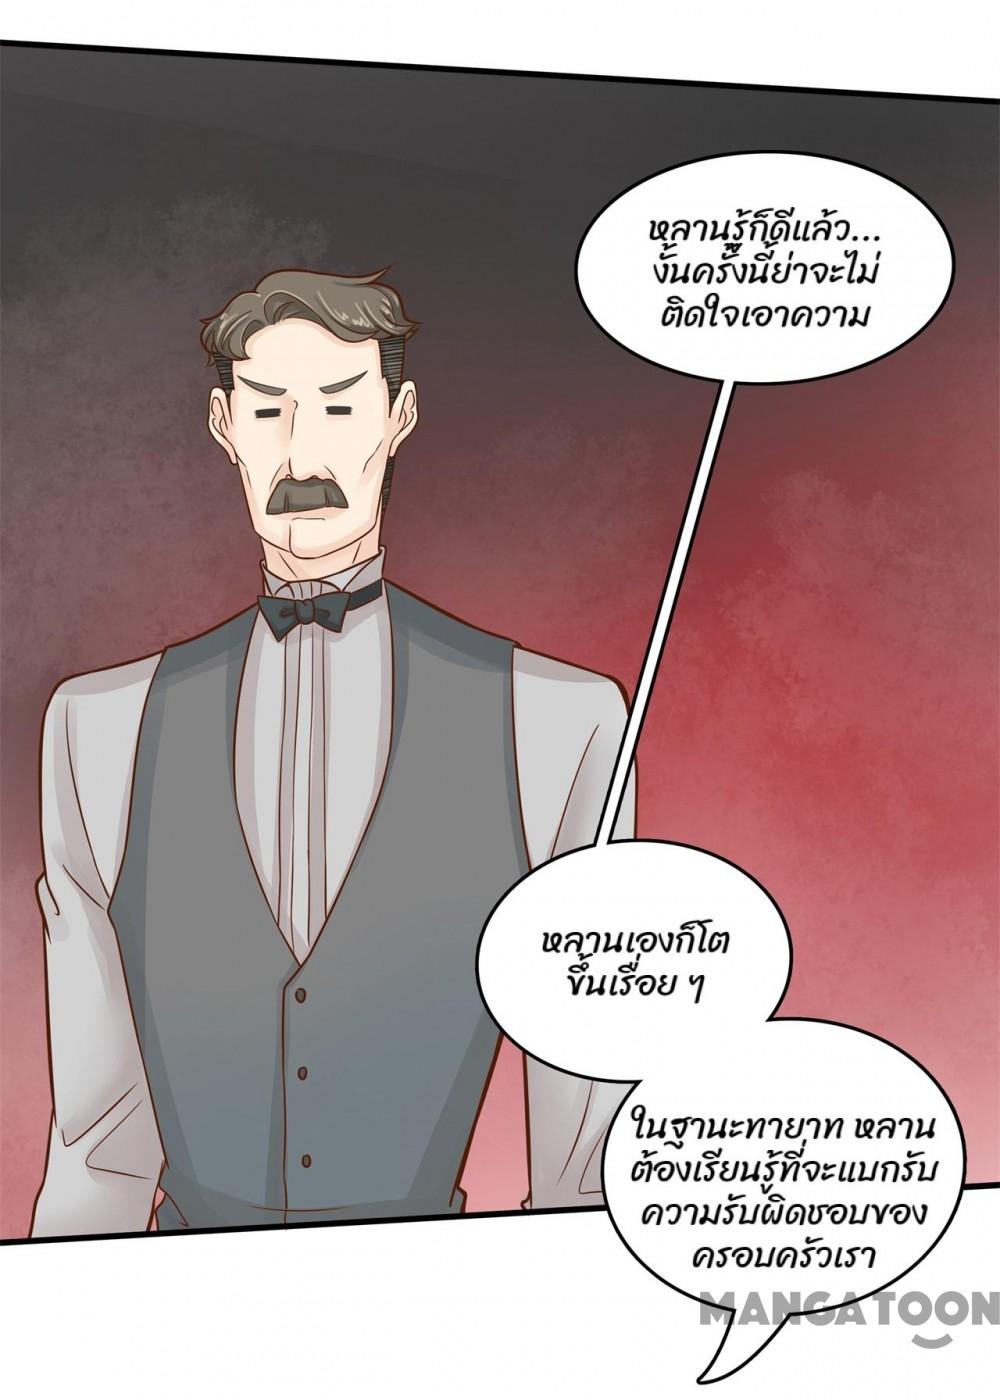 หลานรู้ก็ดีแล้ว...
งั้นครั้งนี้ย่าจะไม่
ติดใจเอาความ
หลานเองก็โต
ขึ้นเรื่อย ๆ
ในฐานะทายาท หลาน
ต้องเรียนรู้ที่จะแบกรับ
ความรับผิดชอบของ
ครอบครัวเรา
MANGATOON